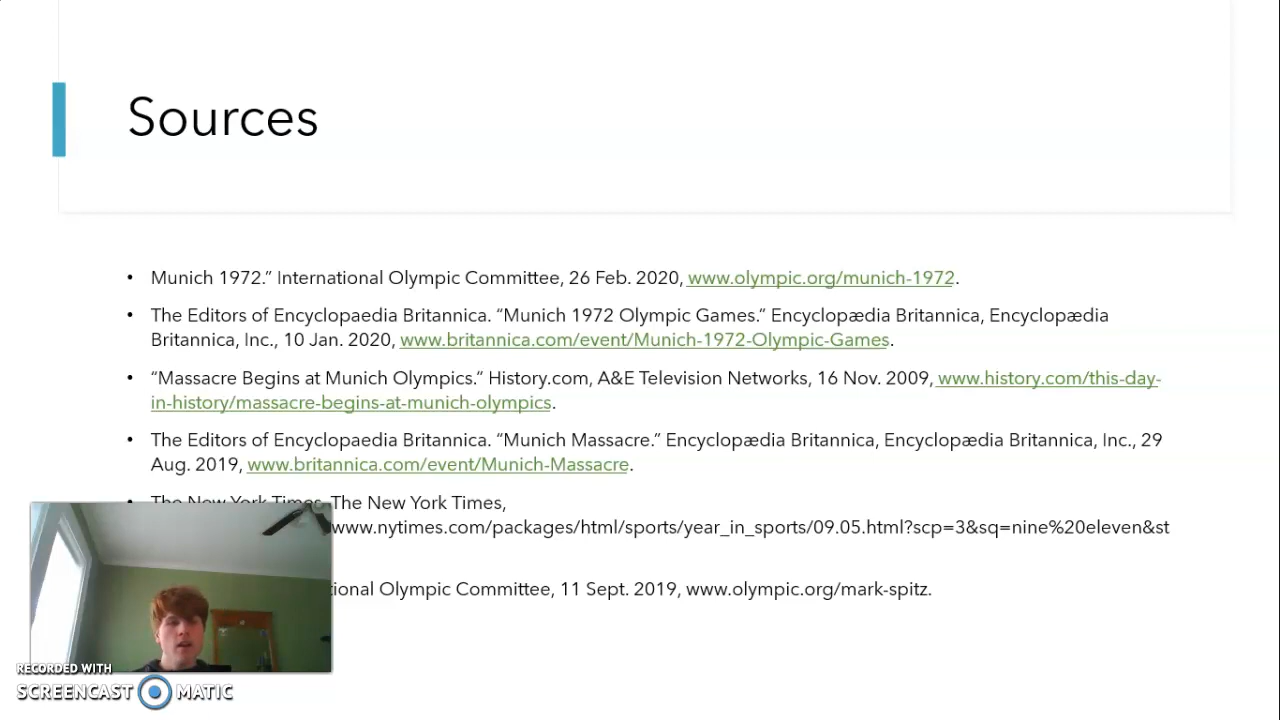 Sources
• Munich 1972.” International Olympic Committee, 26 Feb. 2020, www.olympic.org/munich-1972.
• The Editors of Encyclopaedia Britannica. “Munich 1972 Olympic Games.” Encyclopædia Britannica, Encyclopædia
Britannica, Inc., 10 Jan. 2020, www.britannica.com/event/Munich-1972-Olympic-Games.
• “Massacre Begins at Munich Olympics.” History.com, A&E Television Networks, 16 Nov. 2009, www.history.com/this-day-
in-history/massacre-begins-at-munich-olympics.
• The Editors of Encyclopaedia Britannica. “Munich Massacre.” Encyclopædia Britannica, Encyclopædia Britannica, Inc., 29
Aug. 2019, www.britannica.com/event/Munich-Massacre.
• The New York Times, The New York Times,
www.nytimes.com/packages/html/sports/year_in_sports/09.05.html?scp=3&sq=nine%20eleven&st
Olympic Committee, 11 Sept. 2019, www.olympic.org/mark-spitz.
RECORDED WITH
SCREENCAST MATIC